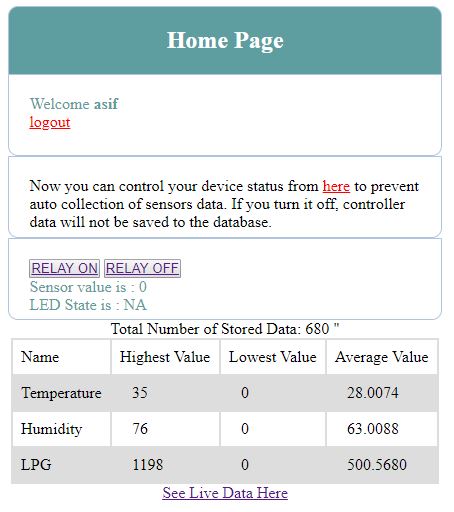 Home Page
Welcome asif
logout
Now you can control your device status from here to prevent
auto collection of sensors data. If you turn it off, controller
data will not be saved to the database.
RELAY ON RELAY OFF
Sensor value is : 0
LED State is : NA
Total Number of Stored Data: 680 "
Name Highest Value Lowest Value Average Value
Temperature 35 0 28.0074
Humidity 76 0 63.0088
LPG 1198 0 500.5680
See Live Data Here